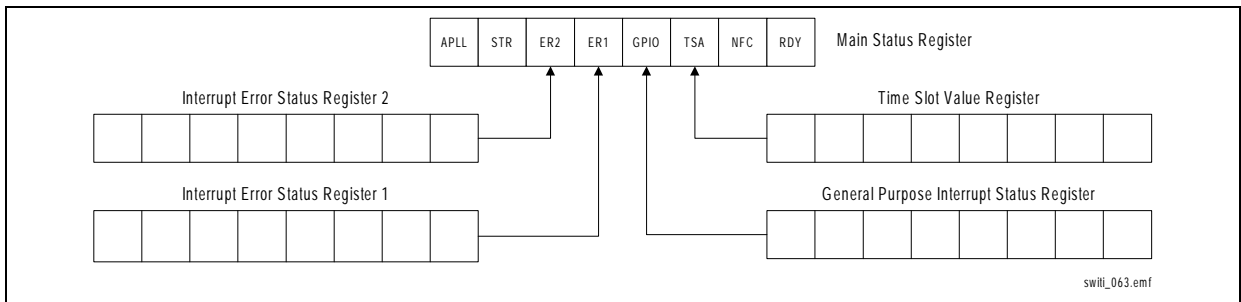 APLL STR ER2 ER1 GPIO TSA NFC RDY Main Status Register
Interrupt Error Status Register 2
Time Slot Value Register
Interrupt Error Status Register 1
General Purpose Interrupt Status Register
switi_063.emf